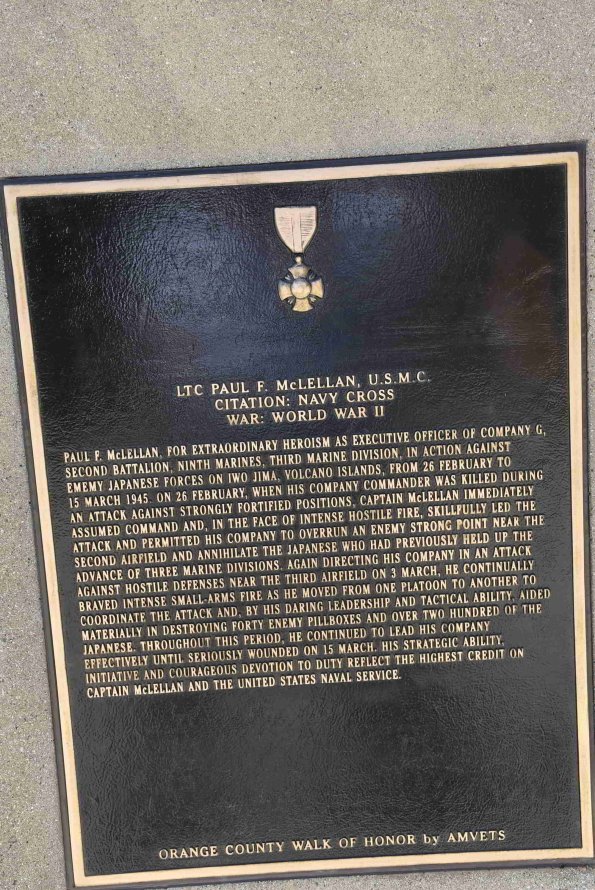 LTC PAUL F. McLELLAN, U.S.M.C.
CITATION: NAVY CROSS
WAR: WORLD WAR II
PAUL F. McLELLAN, FOR EXTRAORDINARY HEROISM AS EXECUTIVE OFFICER OF COMPANY G,
SECOND BATTALION, NINTH MARINES, THIRD MARINE DIVISION, IN ACTION AGAINST
EMEMY JAPANESE FORCES ON IWO JIMA, VOLCANO ISLANDS, FROM 26 FEBRUARY TO
15 MARCH 1945. ON 26 FEBRUARY, WHEN HIS COMPANY COMMANDER WAS KILLED DURING
AN ATTACK AGAINST STRONGLY FORTIFIED POSITIONS, CAPTAIN McLELLAN IMMEDIATELY
ASSUMED COMMAND AND, IN THE FACE OF INTENSE HOSTILE FIRE, SKILLFULLY LED THE
ATTACK AND PERMITTED HIS COMPANY TO OVERRUN AN ENEMY STRONG POINT NEAR THE
SECOND AIRFIELD AND ANNIHILATE THE JAPANESE WHO HAD PREVIOUSLY HELD UP THE
ADVANCE OF THREE MARINE DIVISIONS. AGAIN DIRECTING HIS COMPANY IN AN ATTACK
AGAINST HOSTILE DEFENSES NEAR THE THIRD AIRFIELD ON 3 MARCH, HE CONTINUALLY
BRAVED INTENSE SMALL-ARMS FIRE AS HE MOVED FROM ONE PLATOON TO ANOTHER TO
COORDINATE THE ATTACK AND, BY HIS DARING LEADERSHIP AND TACTICAL ABILITY, AIDED
MATERIALLY IN DESTROYING FORTY ENEMY PILLBOXES AND OVER TWO HUNDRED OF THE
JAPANESE. THROUGHOUT THIS PERIOD, HE CONTINUED TO LEAD HIS COMPANY
EFFECTIVELY UNTIL SERIOUSLY WOUNDED ON 15 MARCH. HIS STRATEGIC ABILITY,
INITIATIVE AND COURAGEOUS DEVOTION TO DUTY REFLECT THE HIGHEST CREDIT ON
CAPTAIN McLELLAN AND THE UNITED STATES NAVAL SERVICE.
ORANGE COUNTY WALK OF HONOR by AMVETS